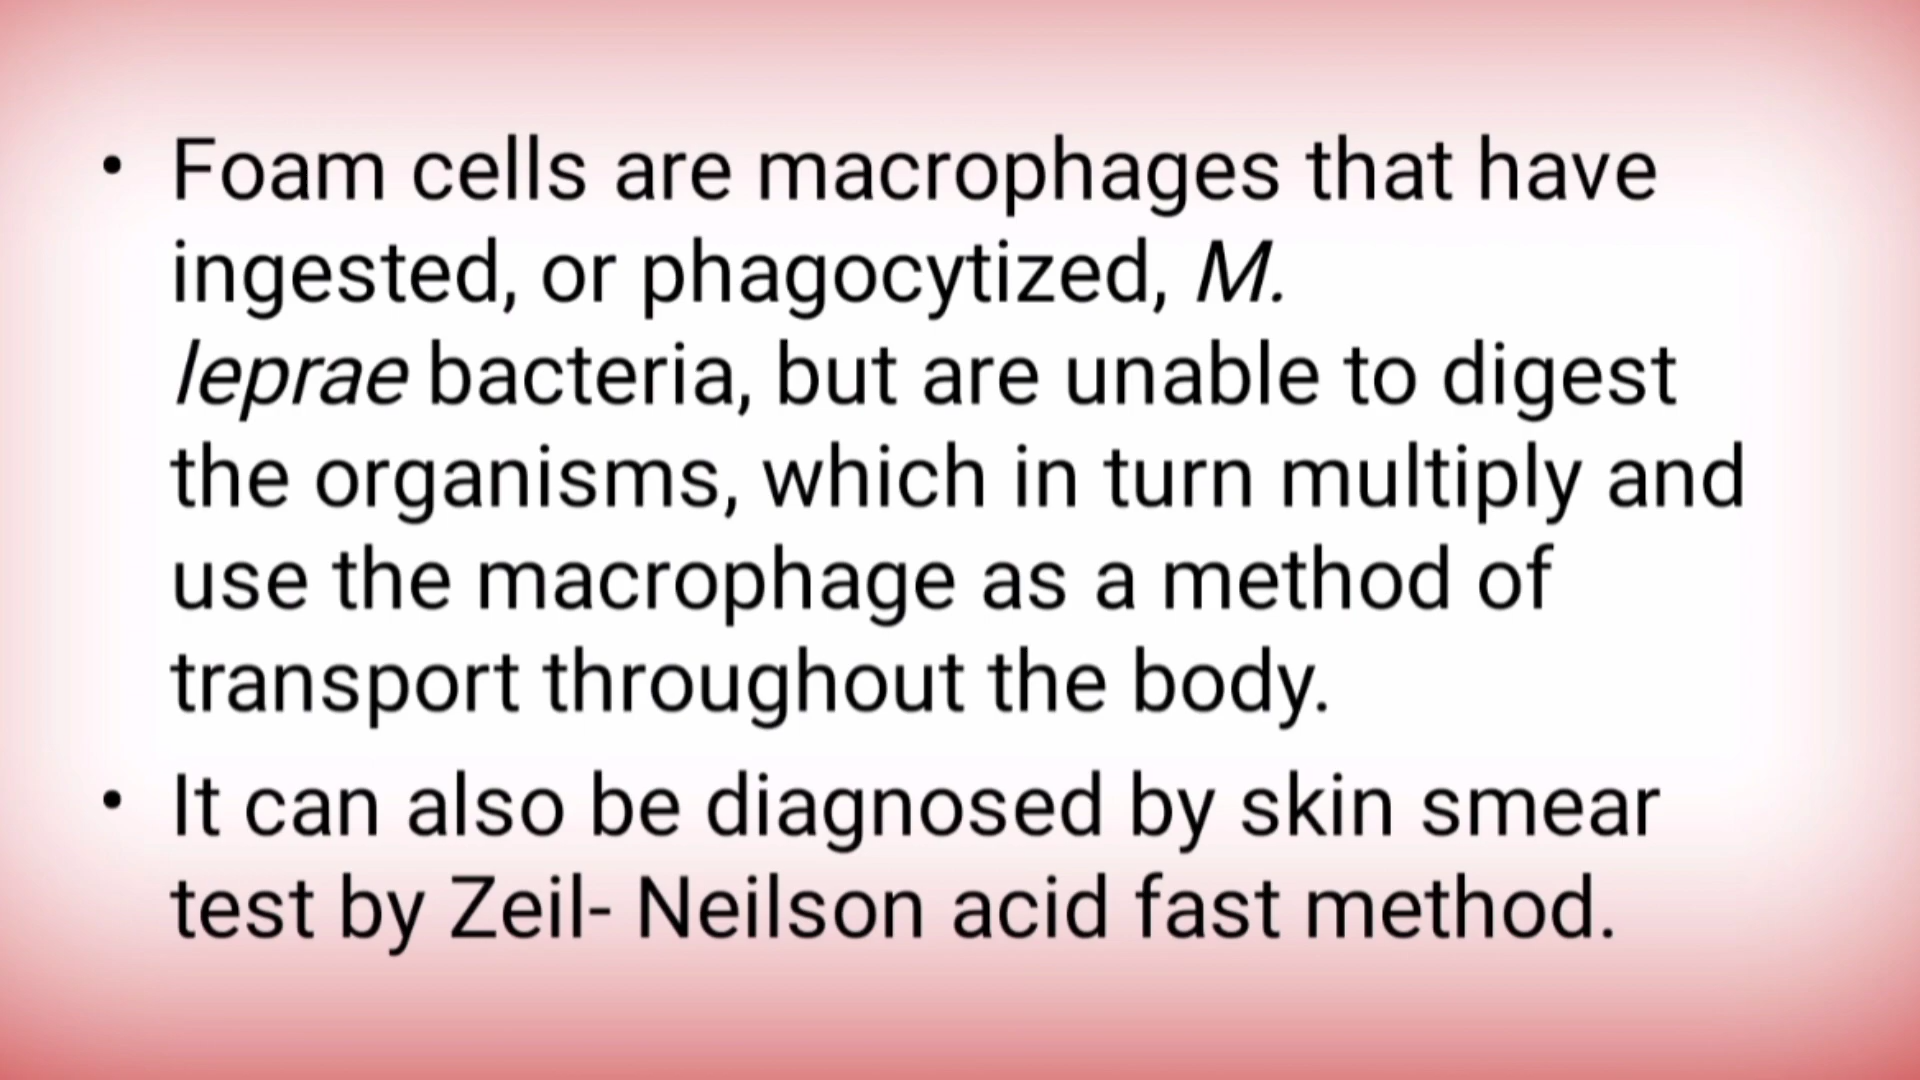 • Foam cells are macrophages that have
ingested, or phagocytized, M.
leprae bacteria, but are unable to digest
the organisms, which in turn multiply and
use the macrophage as a method of
transport throughout the body.
• It can also be diagnosed by skin smear
test by Zeil- Neilson acid fast method.